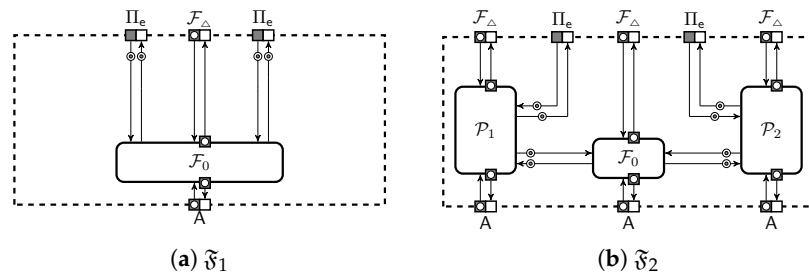 Πe F△ Πe
F0
A
(a) 𝔉1
F△ Πe F△ Πe F△
P1 F0 P2
A A A
(b) 𝔉2